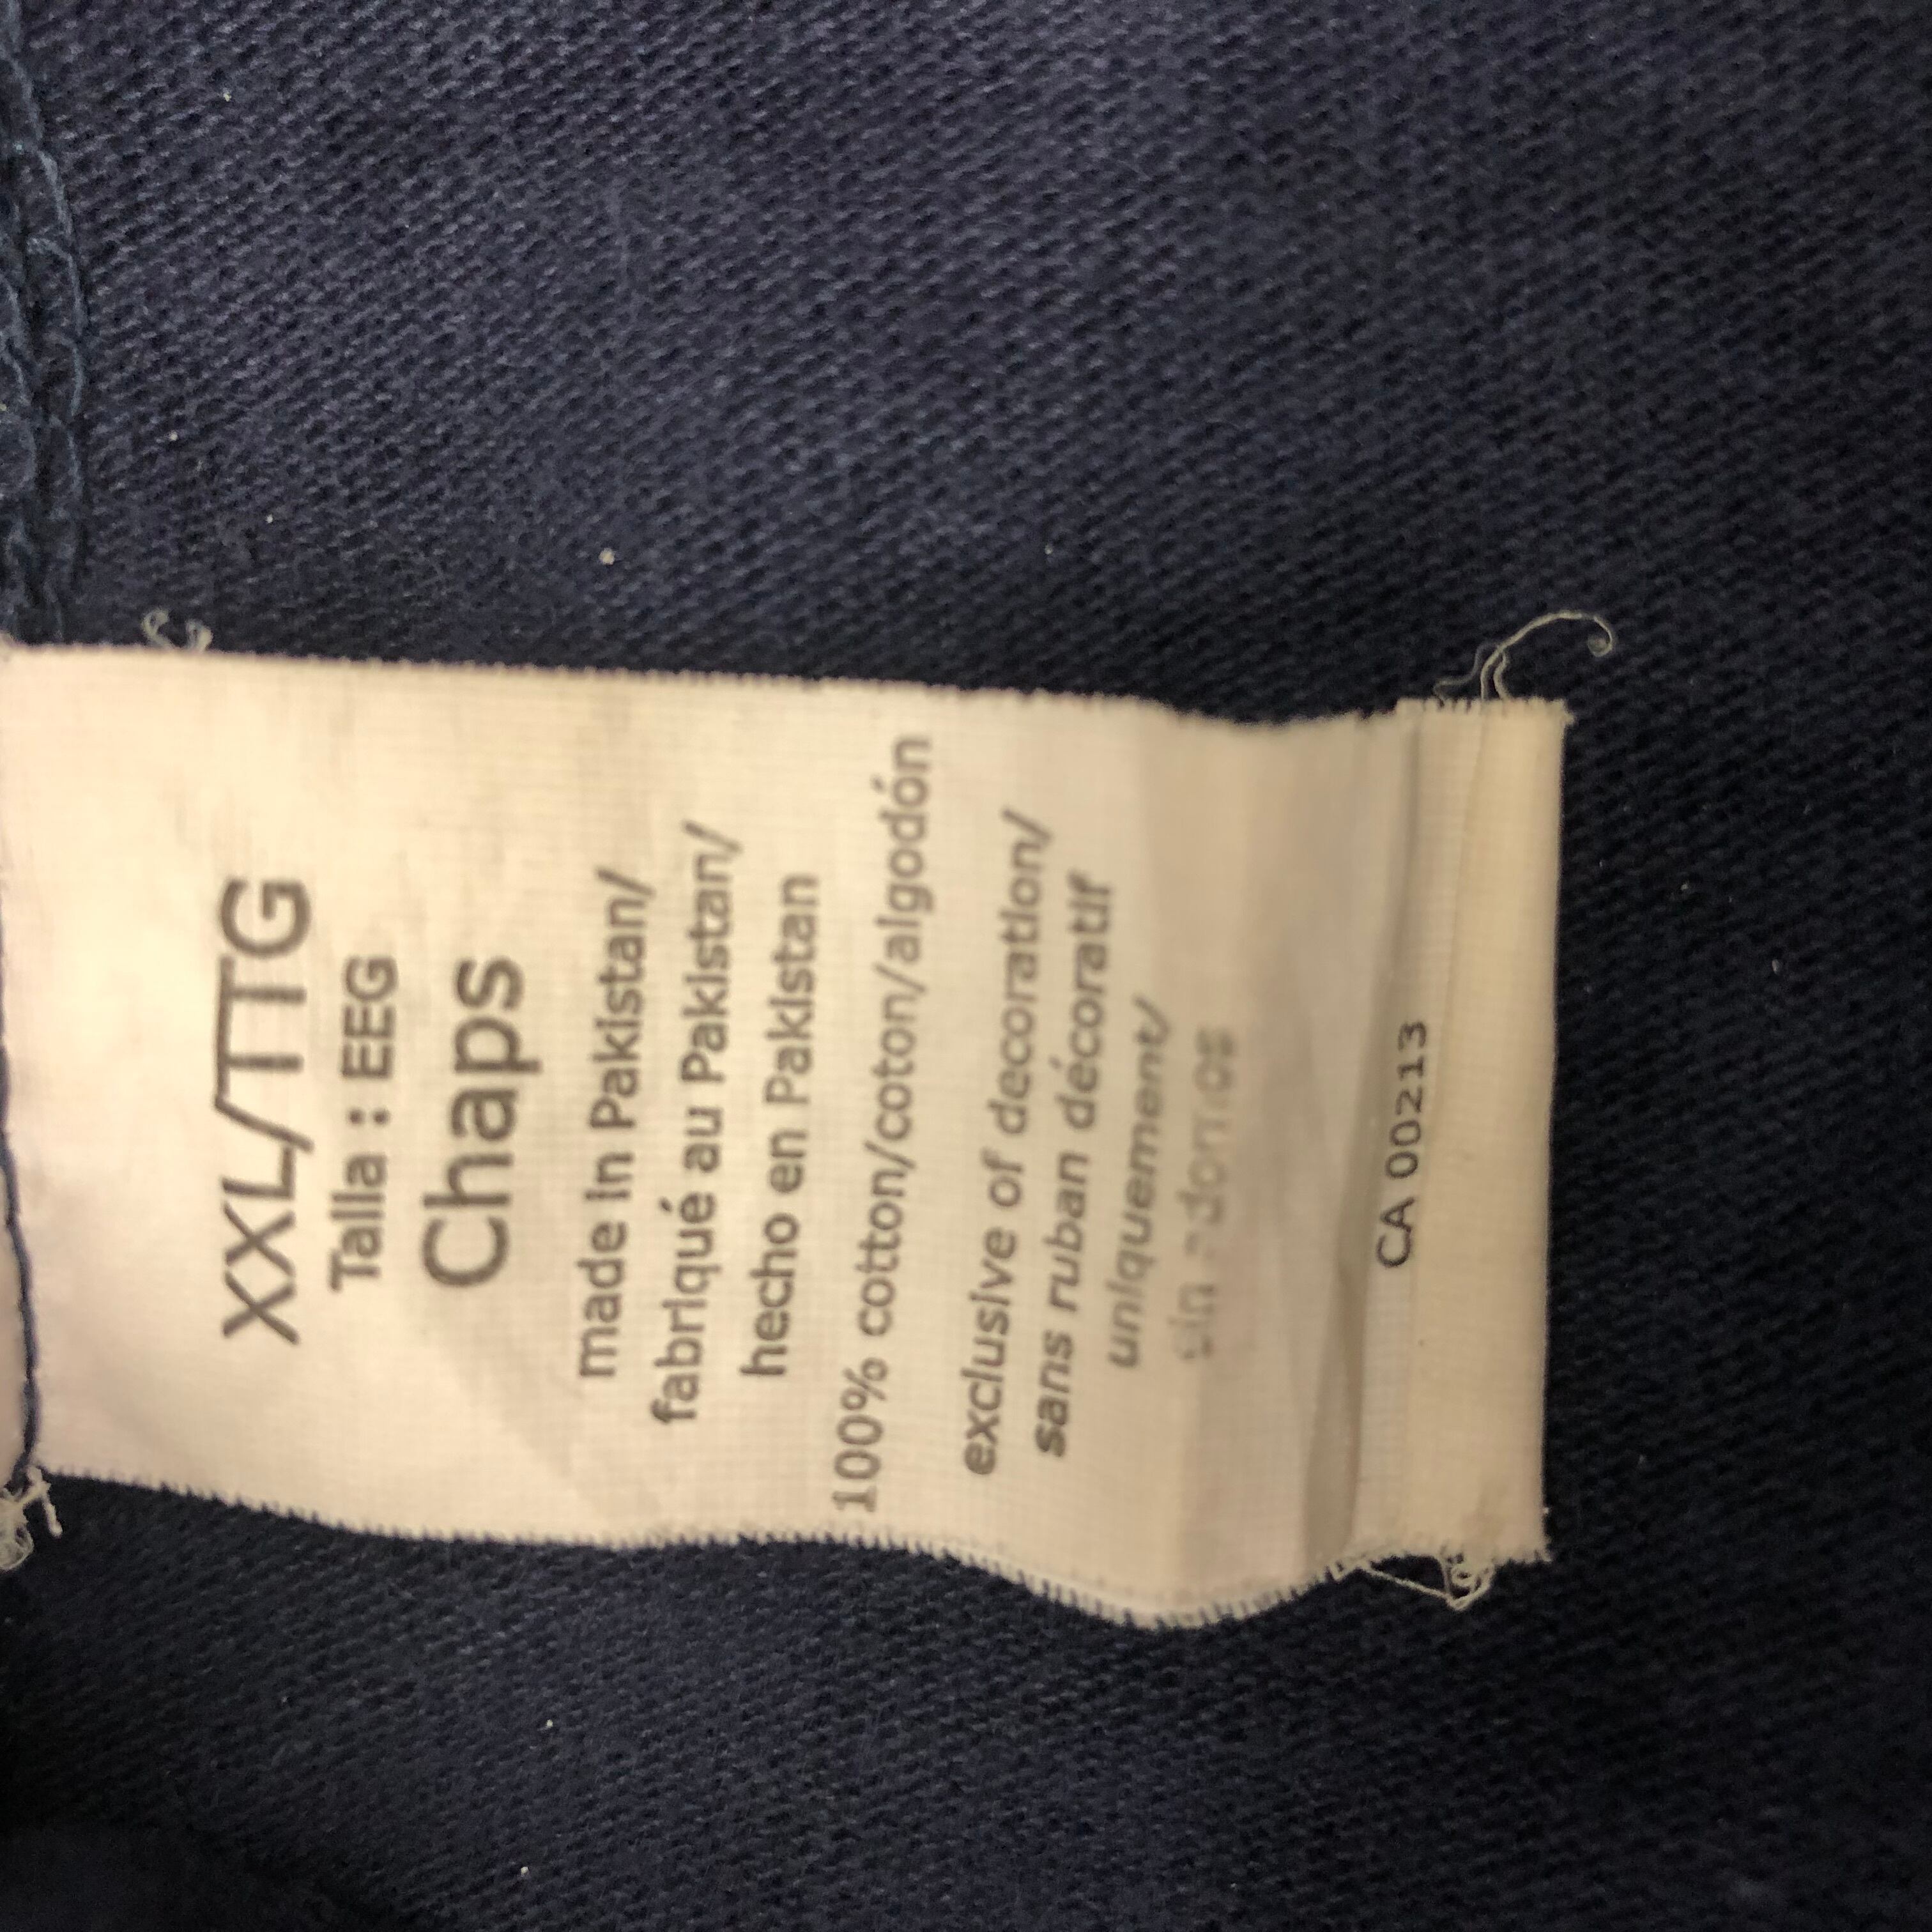 XXL/TTG
Talla : EEG
Chaps
made in Pakistan/
fabriqué au Pakistan/
hecho en Pakistan
100% cotton/coton/algodón
exclusive of decoration/
sans ruban décoratif
uniquement/
sin
CA 00213